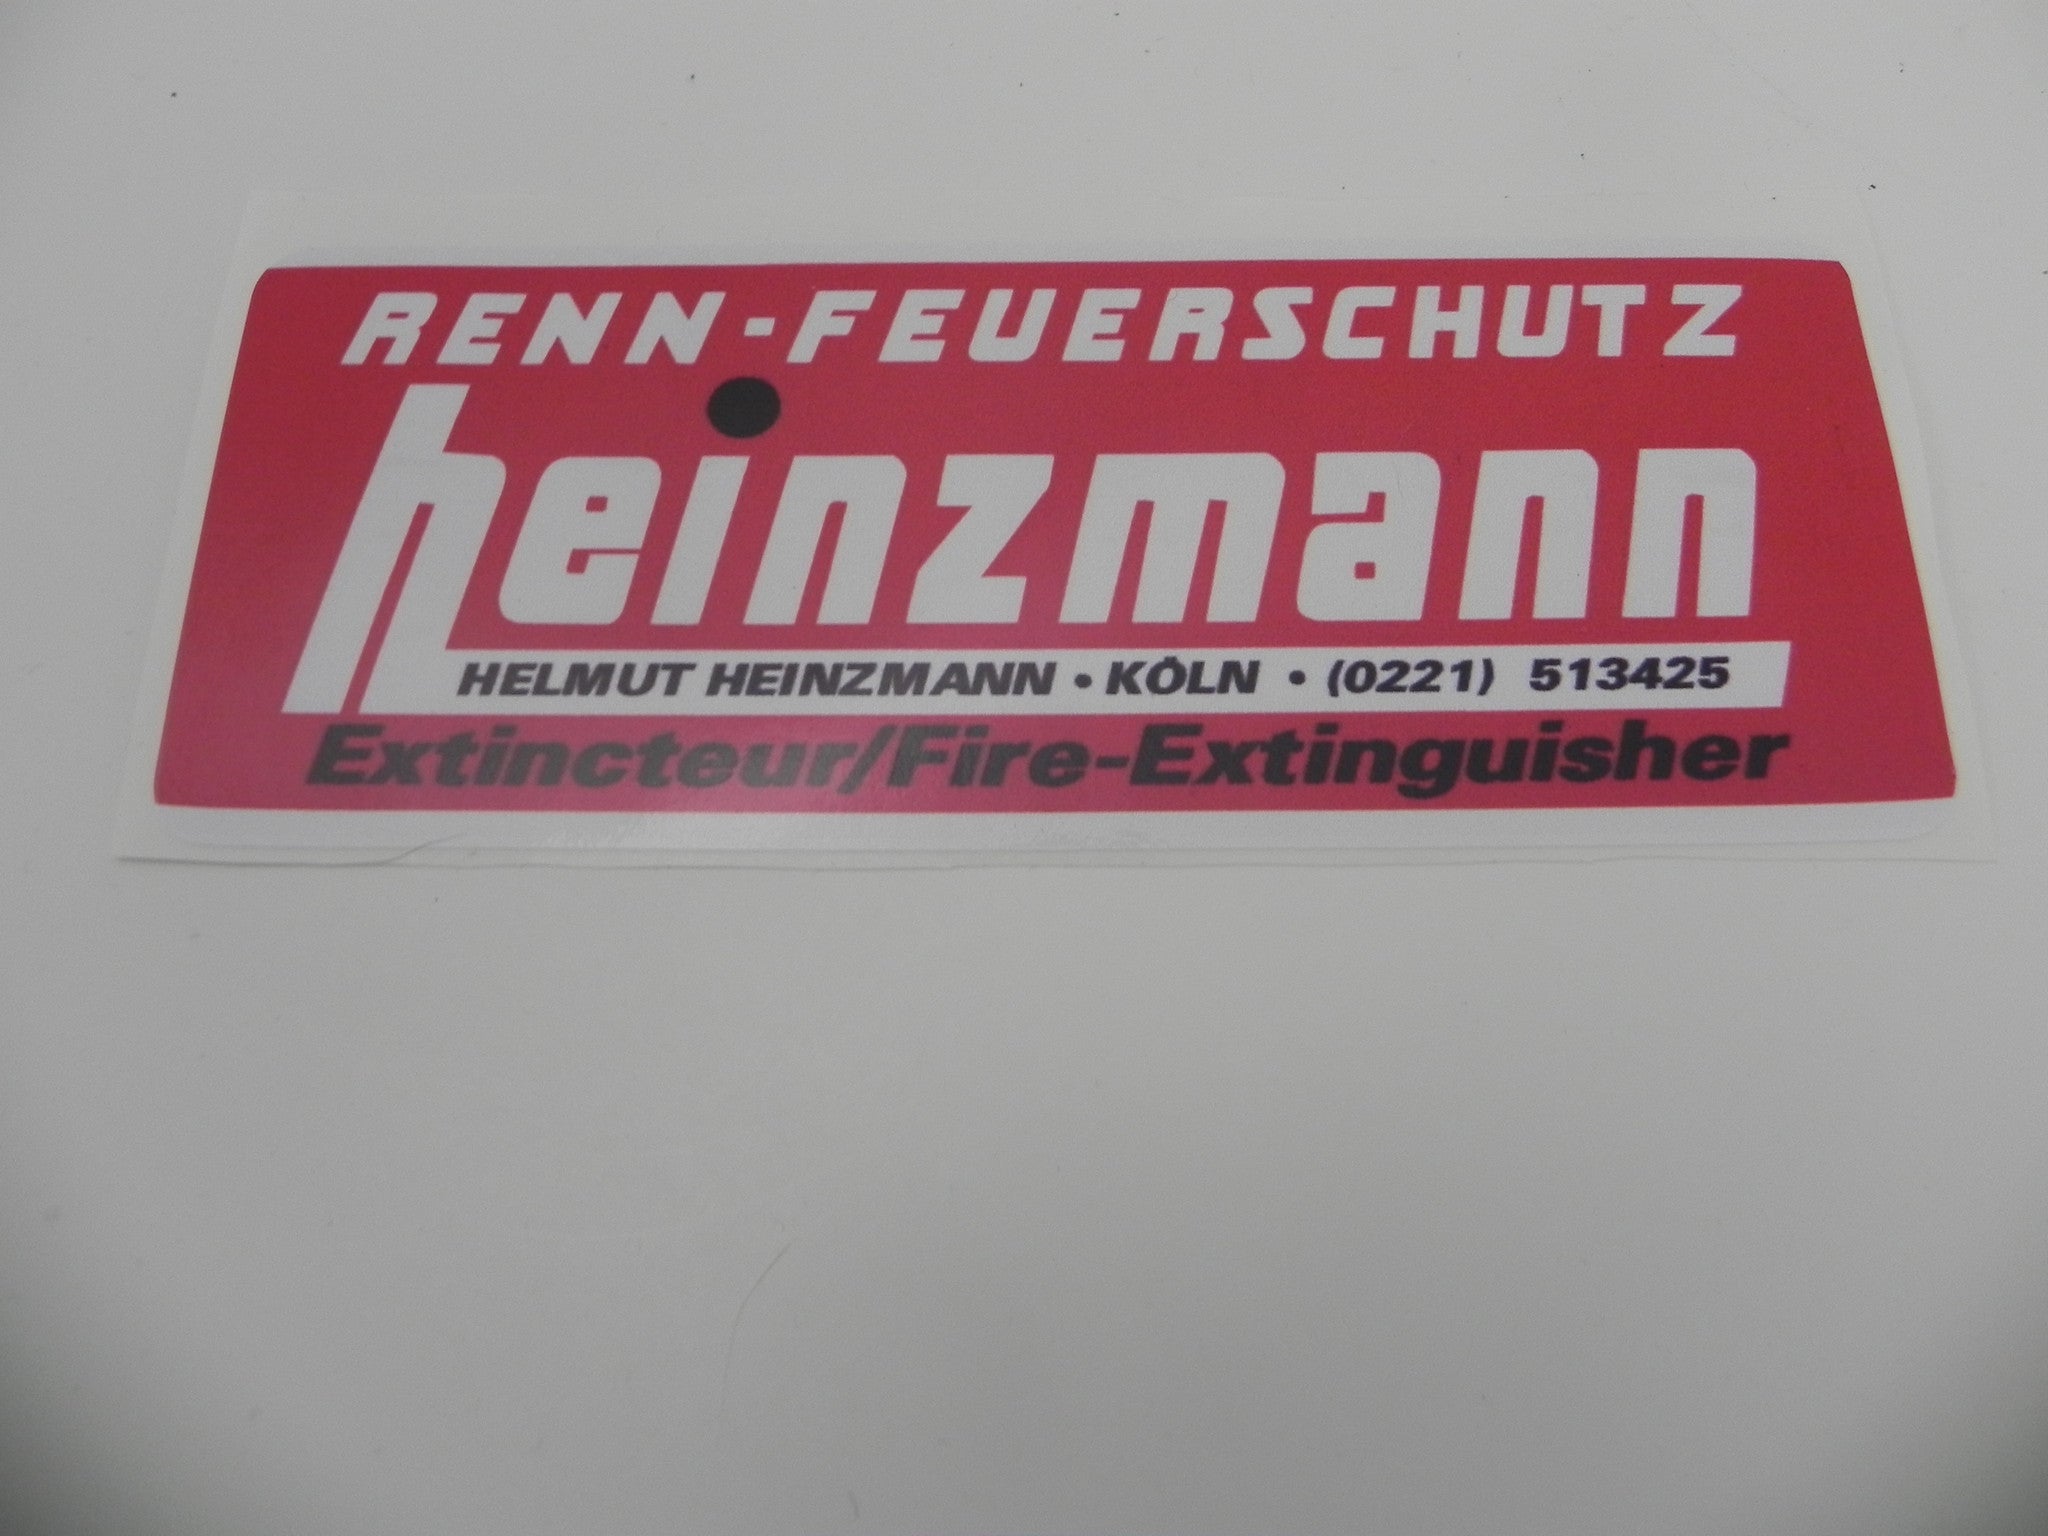 RENN-FEUERSCHUTZ
heinzmann
HELMUT HEINZMANN • KÖLN • (0221) 513425
Extincteur/Fire-Extinguisher